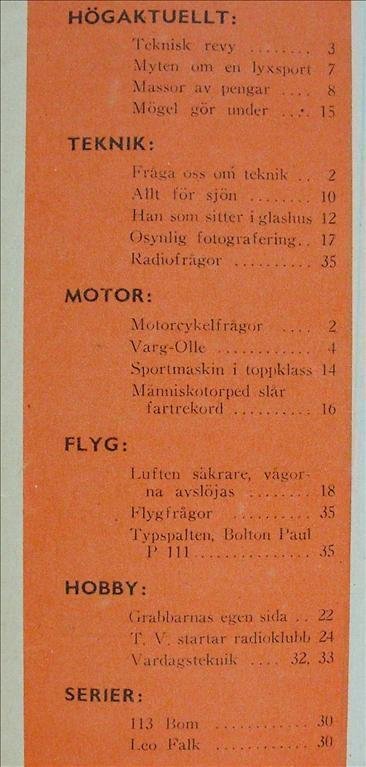 HÖGAKTUELLT:
Teknisk revy ........ 3
Myten om en lyxsport 7
Massor av pengar .... 8
Mögel gör under .... 15
TEKNIK:
Fråga oss om teknik .. 2
Allt för sjön ........ 10
Han som sitter i glashus 12
Osynlig fotografering.. 17
Radiofrågor .......... 35
MOTOR:
Motorcykelfrågor .... 2
Varg-Olle ............ 4
Sportmaskin i toppklass 14
Människotorped slår
fartrekord .......... 16
FLYG:
Luften säkrare, vågor-
na avslöjas ........ 18
Flygfrågor .......... 35
Typspalten, Bolton Paul
P 111 .............. 35
HOBBY:
Grabbarnas egen sida .. 22
T. V. startar radioklubb 24
Vardagsteknik .... 32, 33
SERIER:
113 Bom ............ 30
Leo Falk ............ 30